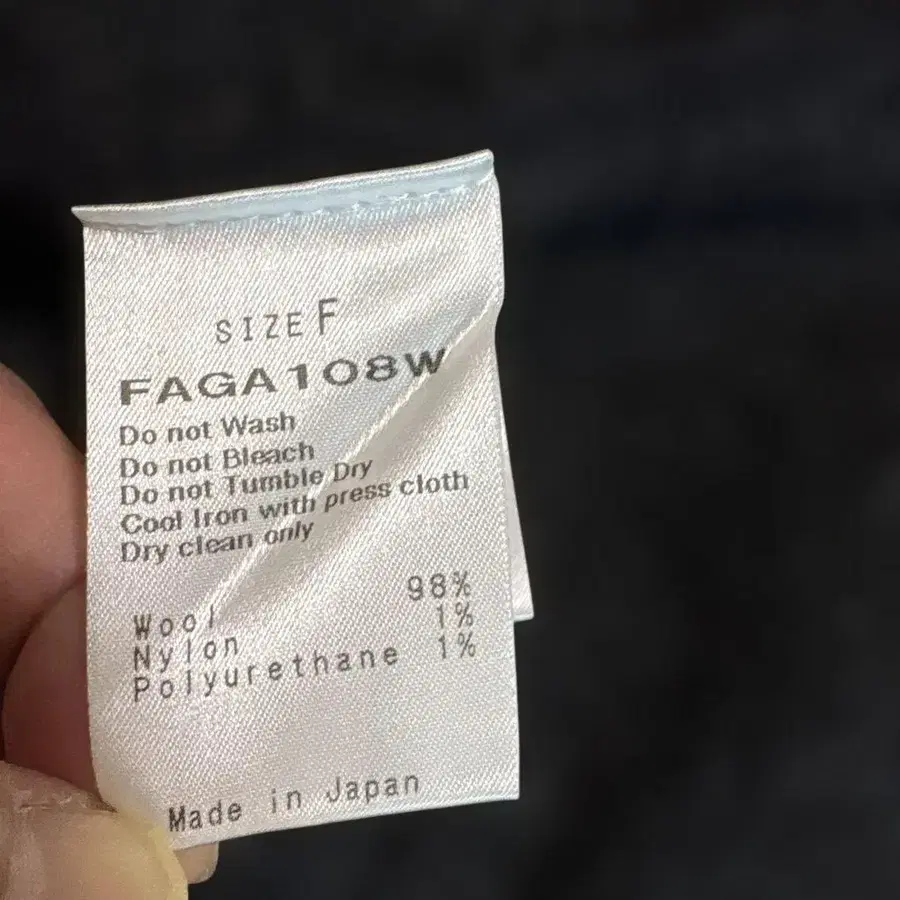 SIZE F
FAGA108W
Do not Wash
Do not Bleach
Do not Tumble Dry
Cool Iron with press cloth
Dry clean only
Wool 98%
Nylon 1%
Polyurethane 1%
Made in Japan